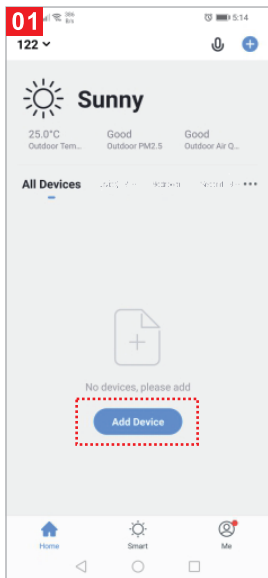 01
5:14
122
Sunny
25.0°C Good Good
Outdoor Tem... Outdoor PM2.5 Outdoor Air Q...
All Devices
No devices, please add
Add Device
Home Smart Me